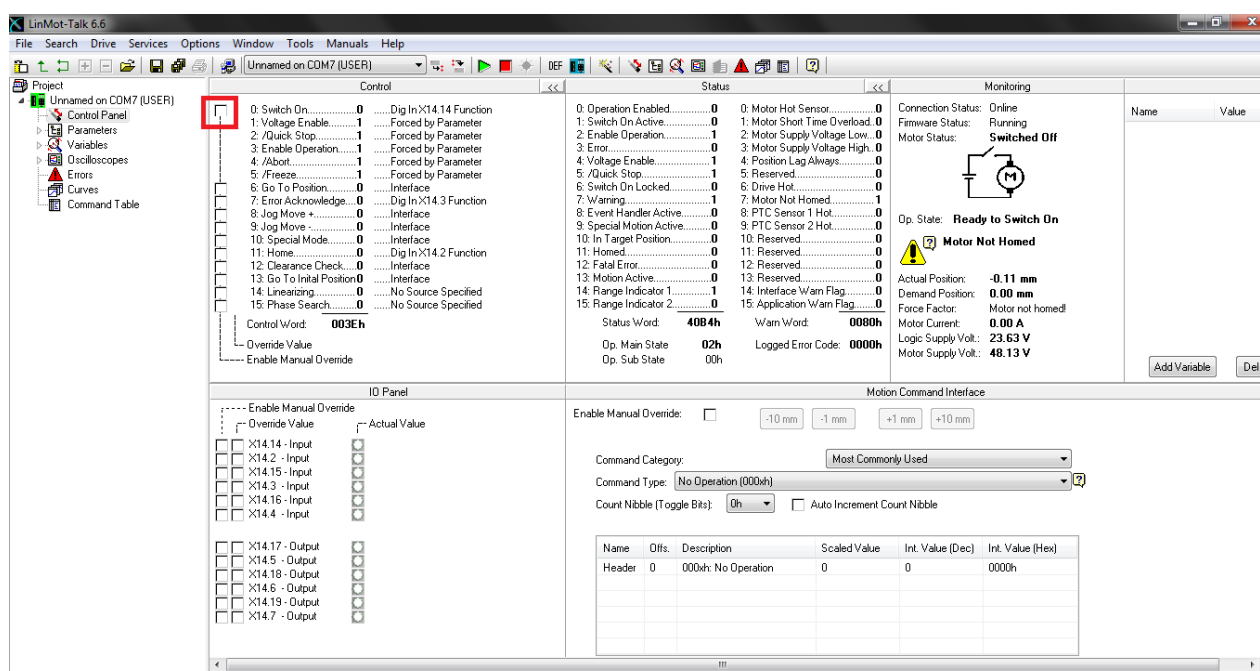 LinMot-Talk 6.6
File Search Drive Services Options Window Tools Manuals Help
Unnamed on COM7 (USER)
DEF
Project
Unnamed on COM7 (USER)
Control Panel
Parameters
Variables
Oscilloscopes
Errors
Curves
Command Table
Control
<<
0: Switch On............0 ......Dig In X14.14 Function
1: Voltage Enable.........1 ......Forced by Parameter
2: /Quick Stop............1 ......Forced by Parameter
3: Enable Operation.......1 ......Forced by Parameter
4: /Abort.................1 ......Forced by Parameter
5: /Freeze................1 ......Forced by Parameter
6: Go To Position.........0 ......Interface
7: Error Acknowledge....0 ......Dig In X14.3 Function
8: Jog Move +.............0 ......Interface
9: Jog Move -.............0 ......Interface
10: Special Mode..........0 ......Interface
11: Home..................0 ......Dig In X14.2 Function
12: Clearance Check.....0 ......Interface
13: Go To Inital Position0 ......Interface
14: Linearizing...........0 ......No Source Specified
15: Phase Search..........0 ......No Source Specified
Control Word: 003Eh
Override Value
Enable Manual Override
Status
<<
0: Operation Enabled.........0
1: Switch On Active..........0
2: Enable Operation..........1
3: Error.....................0
4: Voltage Enable............1
5: /Quick Stop...............1
6: Switch On Locked..........0
7: Warning...................1
8: Event Handler Active......0
9: Special Motion Active.....0
10: In Target Position.......0
11: Homed....................0
12: Fatal Error..............0
13: Motion Active............0
14: Range Indicator 1........1
15: Range Indicator 2........0
Status Word: 40B4h
Op. Main State 02h
Op. Sub State 00h
0: Motor Hot Sensor..........0
1: Motor Short Time Overload..0
2: Motor Supply Voltage Low...0
3: Motor Supply Voltage High..0
4: Position Lag Always.......0
5: Reserved..................0
6: Drive Hot.................0
7: Motor Not Homed...........1
8: PTC Sensor 1 Hot..........0
9: PTC Sensor 2 Hot..........0
10: Reserved.................0
11: Reserved.................0
12: Reserved.................0
13: Reserved.................0
14: Interface Warn Flag......0
15: Application Warn Flag....0
Warn Word: 0080h
Logged Error Code: 0000h
Monitoring
Connection Status: Online
Firmware Status: Running
Motor Status: Switched Off
M
Op. State: Ready to Switch On
Motor Not Homed
Actual Position: -0.11 mm
Demand Position: 0.00 mm
Force Factor: Motor not homed!
Motor Current: 0.00 A
Logic Supply Volt.: 23.63 V
Motor Supply Volt.: 48.13 V
Name Value
Add Variable Del
IO Panel
Enable Manual Override
Override Value Actual Value
X14.14 - Input
X14.2 - Input
X14.15 - Input
X14.3 - Input
X14.16 - Input
X14.4 - Input
X14.17 - Output
X14.5 - Output
X14.18 - Output
X14.6 - Output
X14.19 - Output
X14.7 - Output
Motion Command Interface
Enable Manual Override: -10 mm -1 mm +1 mm +10 mm
Command Category: Most Commonly Used
Command Type: No Operation (000xh)
Count Nibble (Toggle Bits): 0h Auto Increment Count Nibble
Name Offs. Description Scaled Value Int. Value (Dec) Int. Value (Hex)
Header 0 000xh: No Operation 0 0 0000h